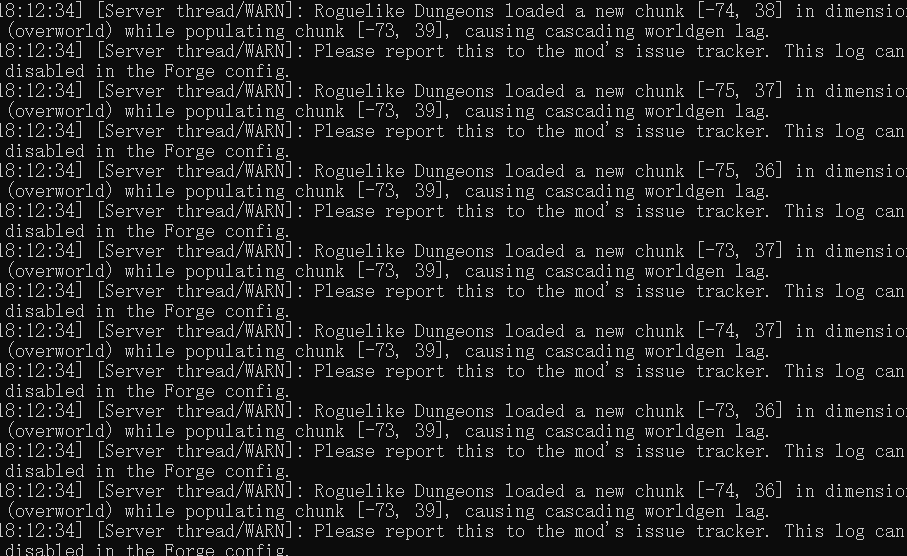 18:12:34] [Server thread/WARN]: Roguelike Dungeons loaded a new chunk [-74, 38] in dimensio
(overworld) while populating chunk [-73, 39], causing cascading worldgen lag.
18:12:34] [Server thread/WARN]: Please report this to the mod's issue tracker. This log can
disabled in the Forge config.
18:12:34] [Server thread/WARN]: Roguelike Dungeons loaded a new chunk [-75, 37] in dimensio
(overworld) while populating chunk [-73, 39], causing cascading worldgen lag.
18:12:34] [Server thread/WARN]: Please report this to the mod's issue tracker. This log can
disabled in the Forge config.
18:12:34] [Server thread/WARN]: Roguelike Dungeons loaded a new chunk [-75, 36] in dimensio
(overworld) while populating chunk [-73, 39], causing cascading worldgen lag.
18:12:34] [Server thread/WARN]: Please report this to the mod's issue tracker. This log can
disabled in the Forge config.
18:12:34] [Server thread/WARN]: Roguelike Dungeons loaded a new chunk [-73, 37] in dimensio
(overworld) while populating chunk [-73, 39], causing cascading worldgen lag.
18:12:34] [Server thread/WARN]: Please report this to the mod's issue tracker. This log can
disabled in the Forge config.
18:12:34] [Server thread/WARN]: Roguelike Dungeons loaded a new chunk [-74, 37] in dimensio
(overworld) while populating chunk [-73, 39], causing cascading worldgen lag.
18:12:34] [Server thread/WARN]: Please report this to the mod's issue tracker. This log can
disabled in the Forge config.
18:12:34] [Server thread/WARN]: Roguelike Dungeons loaded a new chunk [-73, 36] in dimensio
(overworld) while populating chunk [-73, 39], causing cascading worldgen lag.
18:12:34] [Server thread/WARN]: Please report this to the mod's issue tracker. This log can
disabled in the Forge config.
18:12:34] [Server thread/WARN]: Roguelike Dungeons loaded a new chunk [-74, 36] in dimensio
(overworld) while populating chunk [-73, 39], causing cascading worldgen lag.
18:12:34] [Server thread/WARN]: Please report this to the mod's issue tracker. This log can
disabled in the Forge config.